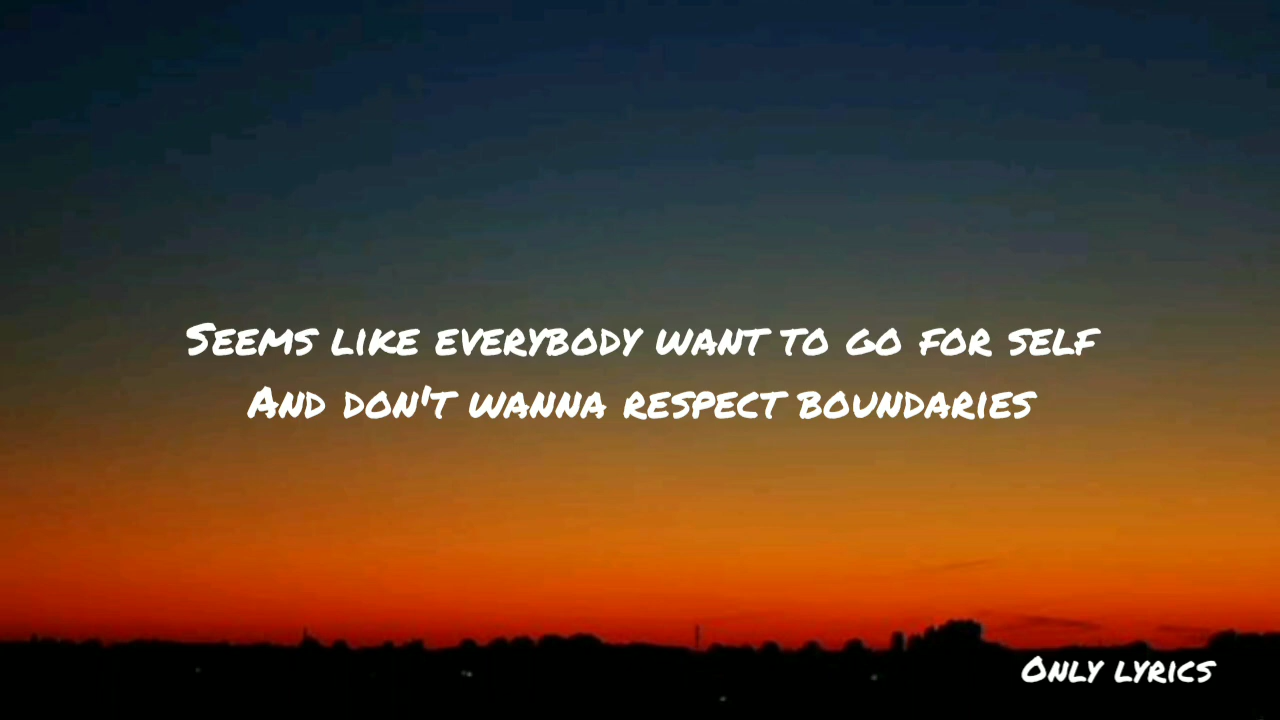 Seems like everybody want to go for self
And don't wanna respect boundaries
Only lyrics